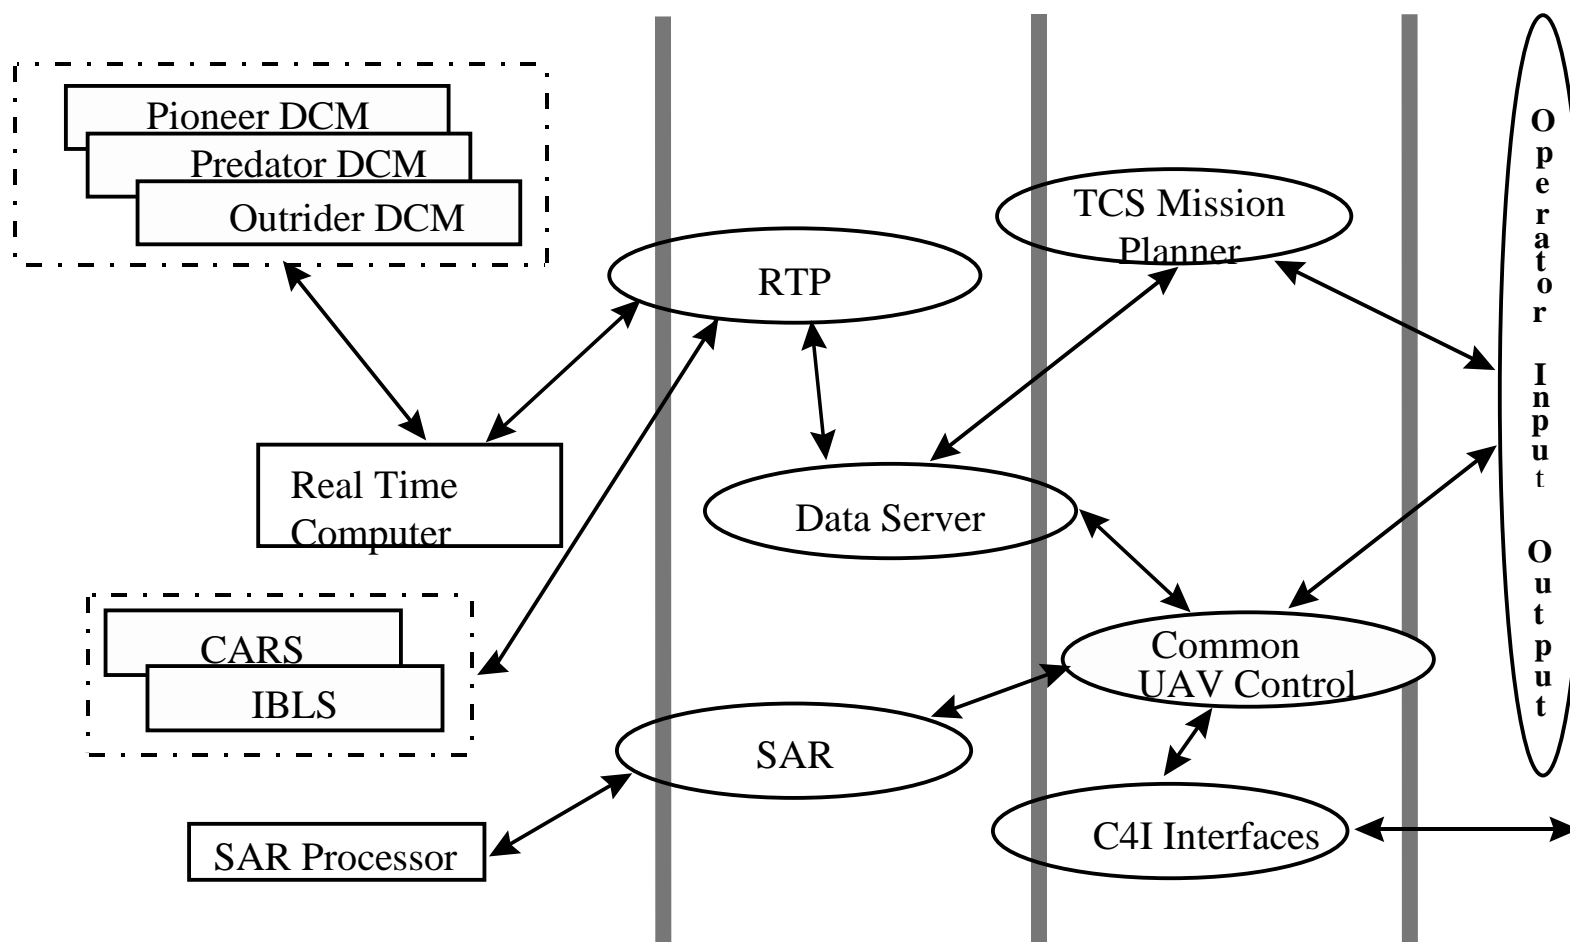 Pioneer DCM
Predator DCM
Outrider DCM
RTP
TCS Mission
Planner
Real Time
Computer
Data Server
CARS
IBLS
Common
UAV Control
SAR
SAR Processor
C4I Interfaces
Operator Input Output